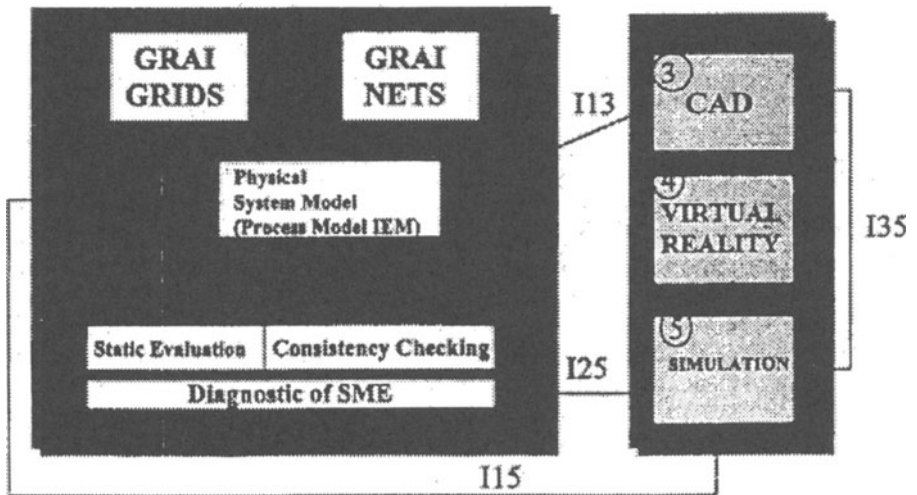 GRAI
GRIDS
GRAI
NETS
Physical
System Model
(Process Model IEM)
Static Evaluation
Consistency Checking
Diagnostic of SME
I13
I25
I15
3
CAD
4
VIRTUAL
REALITY
5
SIMULATION
I35